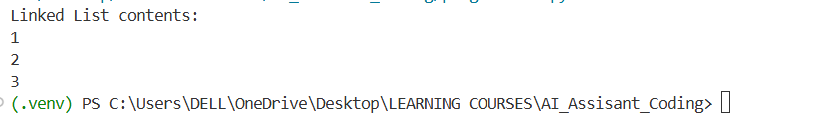 Linked List contents:
1
2
3
(.venv) PS C:\Users\DELL\OneDrive\Desktop\LEARNING COURSES\AI_Assisant_Coding>